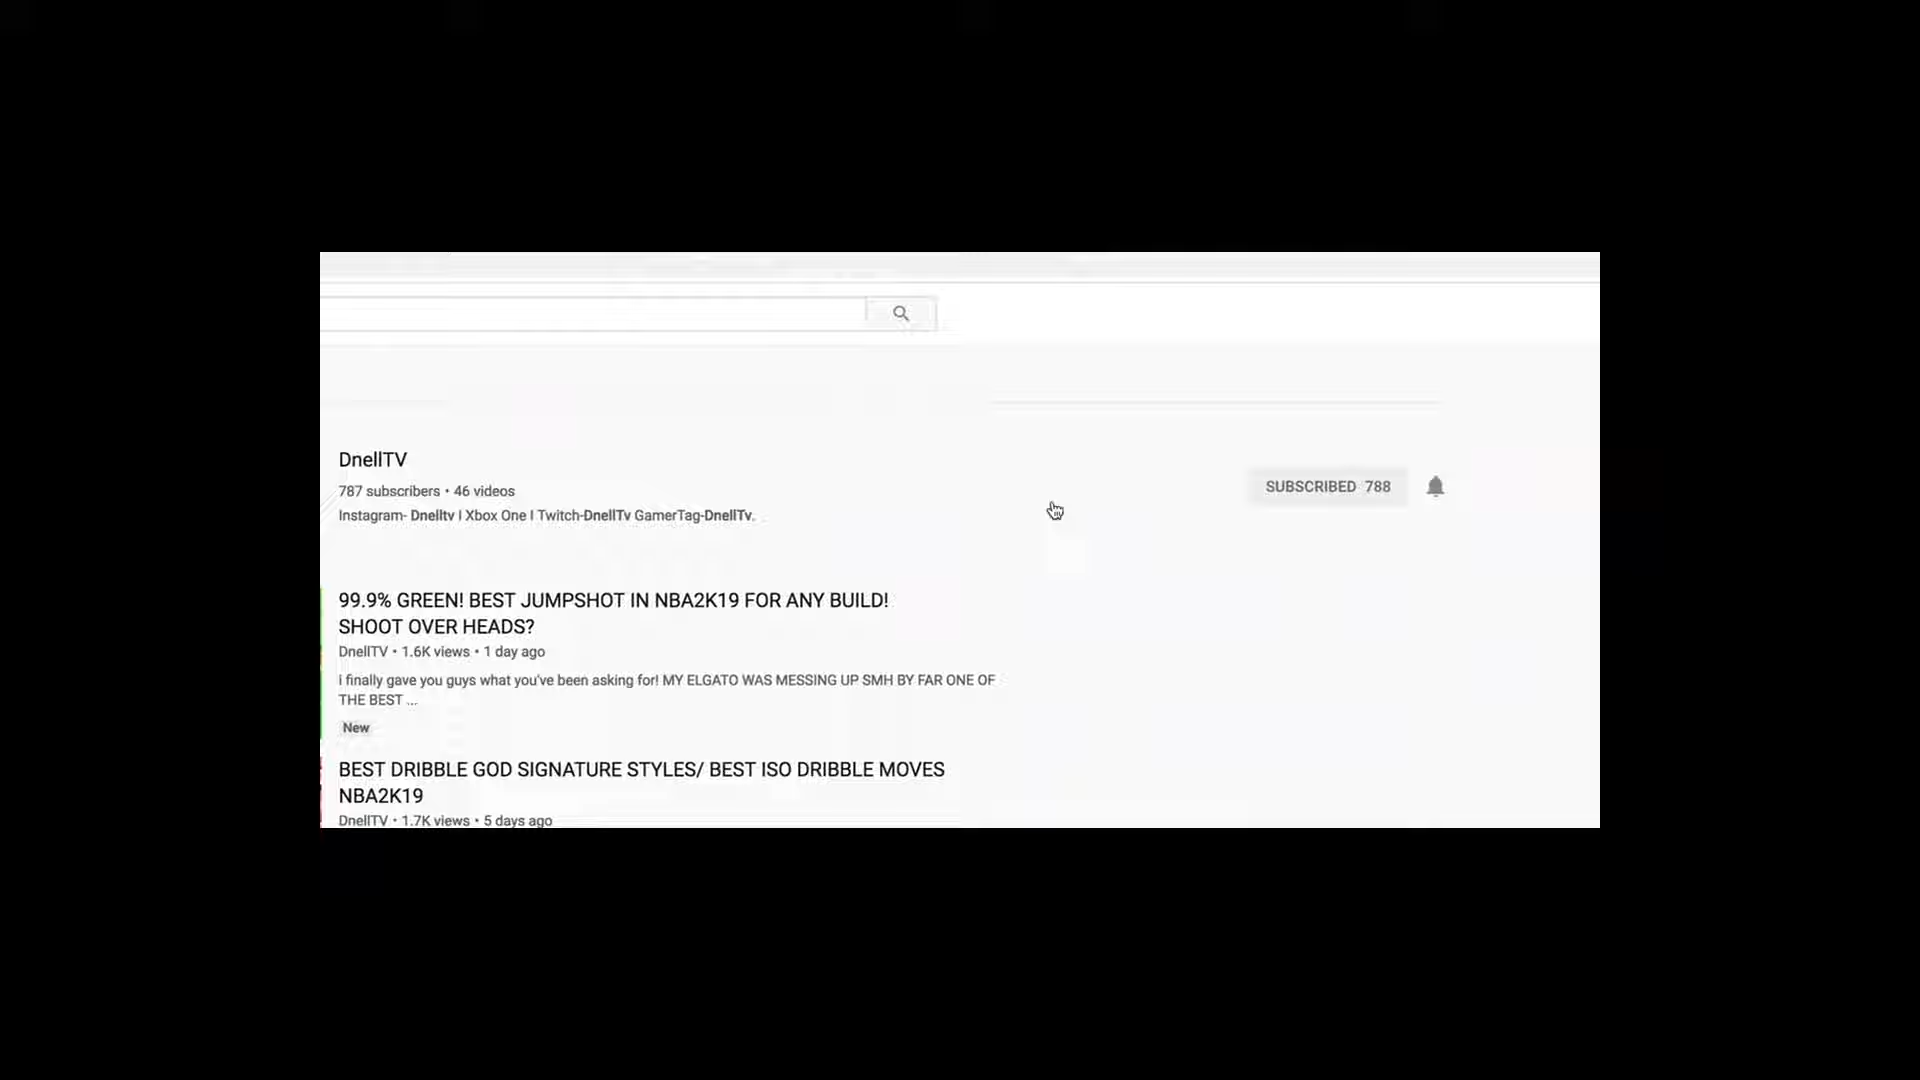 DnellTV
787 subscribers • 46 videos
SUBSCRIBED 788
Instagram- Dnelltv I Xbox One I Twitch-DnellTv GamerTag-DnellTv.
99.9% GREEN! BEST JUMPSHOT IN NBA2K19 FOR ANY BUILD!
SHOOT OVER HEADS?
DnellTV • 1.6K views • 1 day ago
i finally gave you guys what you've been asking for! MY ELGATO WAS MESSING UP SMH BY FAR ONE OF
THE BEST ...
New
BEST DRIBBLE GOD SIGNATURE STYLES/ BEST ISO DRIBBLE MOVES
NBA2K19
DnellTV • 1.7K views • 5 days ago